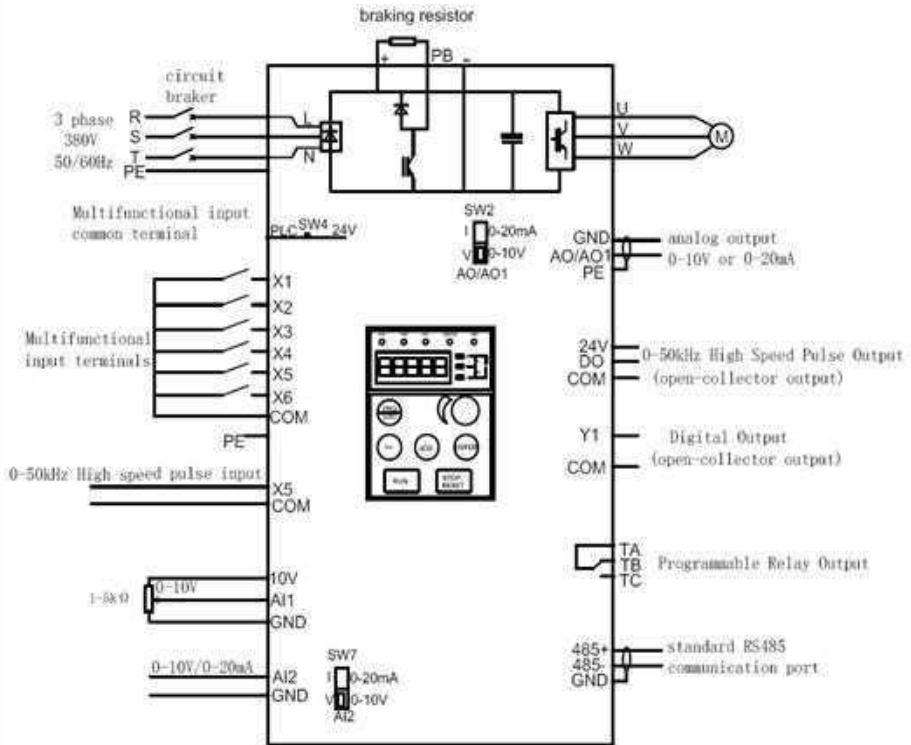 braking resistor
+
PB
-
circuit
braker
3 phase
380V
50/60Hz
R
S
T
PE
L
N
U
V
W
M
Multifunctional input
common terminal
PLC
SW4
24V
SW2
I
0-20mA
V
0-10V
AO/AO1
GND
AO/AO1
PE
analog output
0-10V or 0-20mA
X1
X2
X3
X4
X5
X6
COM
PE
Multifunctional
input terminals
24V
DO
COM
0-50kHz High Speed Pulse Output
(open-collector output)
Y1
COM
Digital Output
(open-collector output)
0-50kHz High speed pulse input
X5
COM
RUN
STOP
RESET
TA
TB
TC
Programmable Relay Output
1-5kΩ
0-10V
10V
AI1
GND
0-10V/0-20mA
AI2
GND
SW7
I
0-20mA
V
0-10V
AI2
485+
485-
GND
standard RS485
communication port